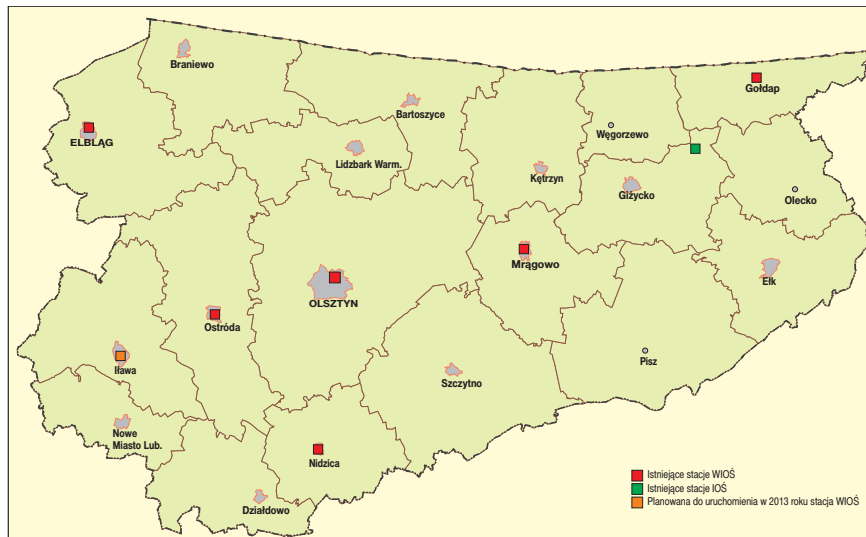 Braniewo
Gołdap
Bartoszyce
Węgorzewo
ELBLĄG
Lidzbark Warm.
Kętrzyn
Giżycko
Olecko
Mrągowo
Ełk
OLSZTYN
Ostróda
Pisz
Iława
Szczytno
Nowe
Miasto Lub.
Nidzica
Działdowo
Istniejące stacje WIOŚ
Istniejące stacje IOŚ
Planowana do uruchomienia w 2013 roku stacja WIOŚ